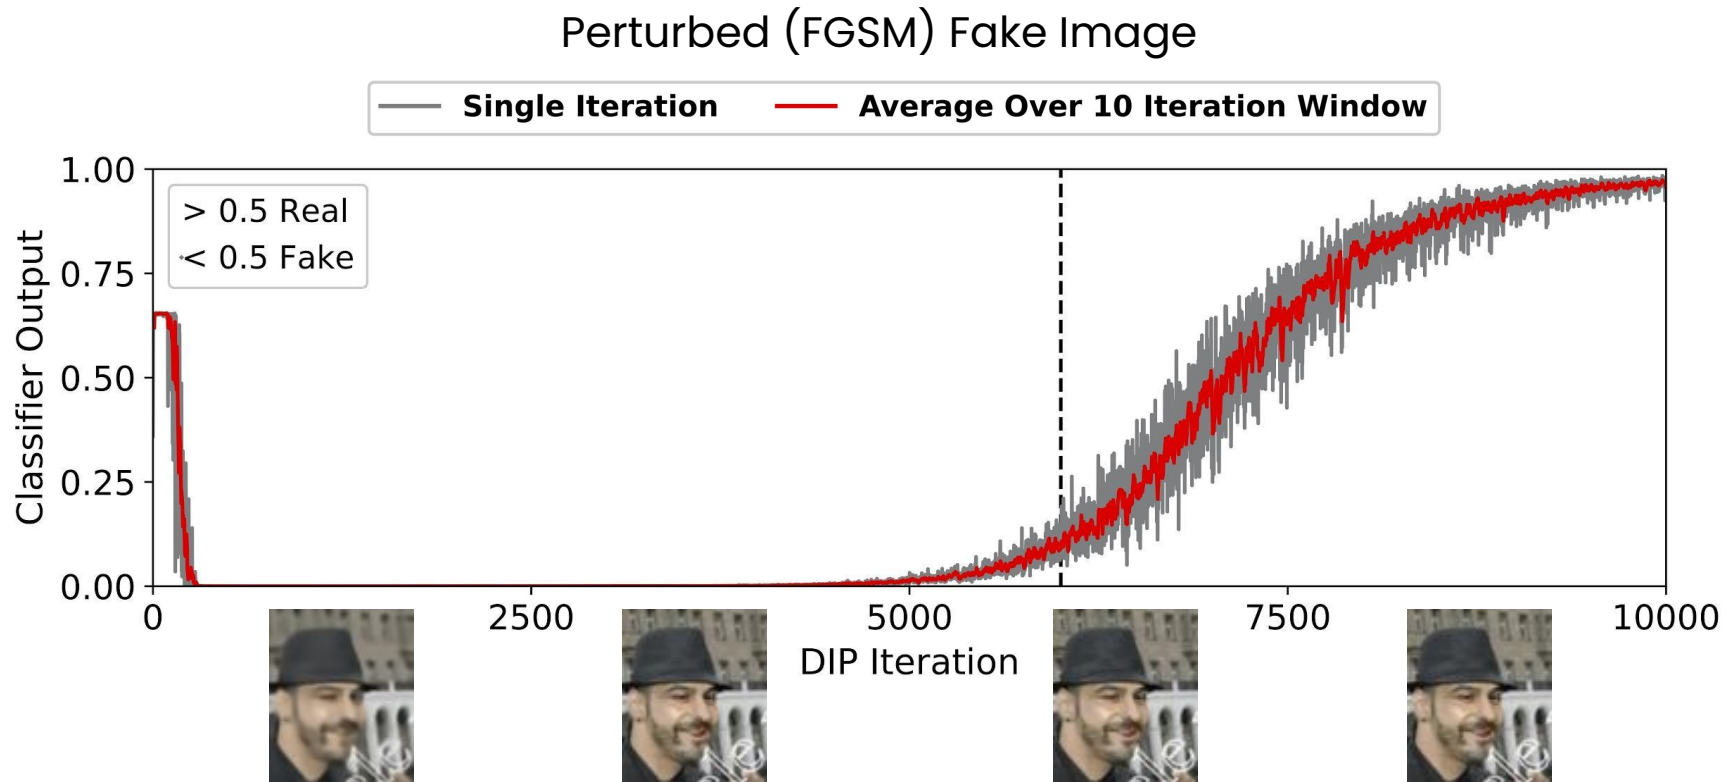 Perturbed (FGSM) Fake Image
Single Iteration
Average Over 10 Iteration Window
> 0.5 Real
< 0.5 Fake
Classifier Output
1.00
0.75
0.50
0.25
0.00
0
2500
5000
7500
10000
DIP Iteration